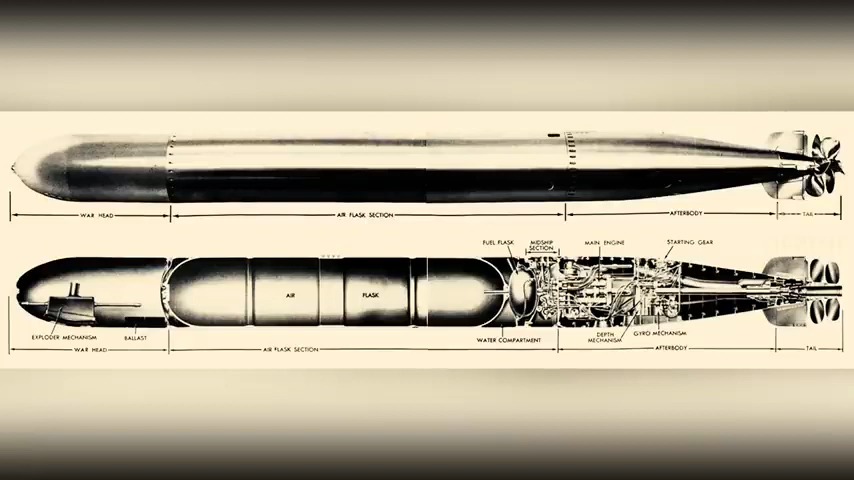 WAR HEAD
AIR FLASK SECTION
AFTERBODY
TAIL
FUEL FLASK
MIDSHIP
SECTION
MAIN ENGINE
STARTING GEAR
AIR
FLASK
EXPLODER MECHANISM
BALLAST
WATER COMPARTMENT
DEPTH
MECHANISM
GYRO MECHANISM
WAR HEAD
AIR FLASK SECTION
AFTERBODY
TAIL